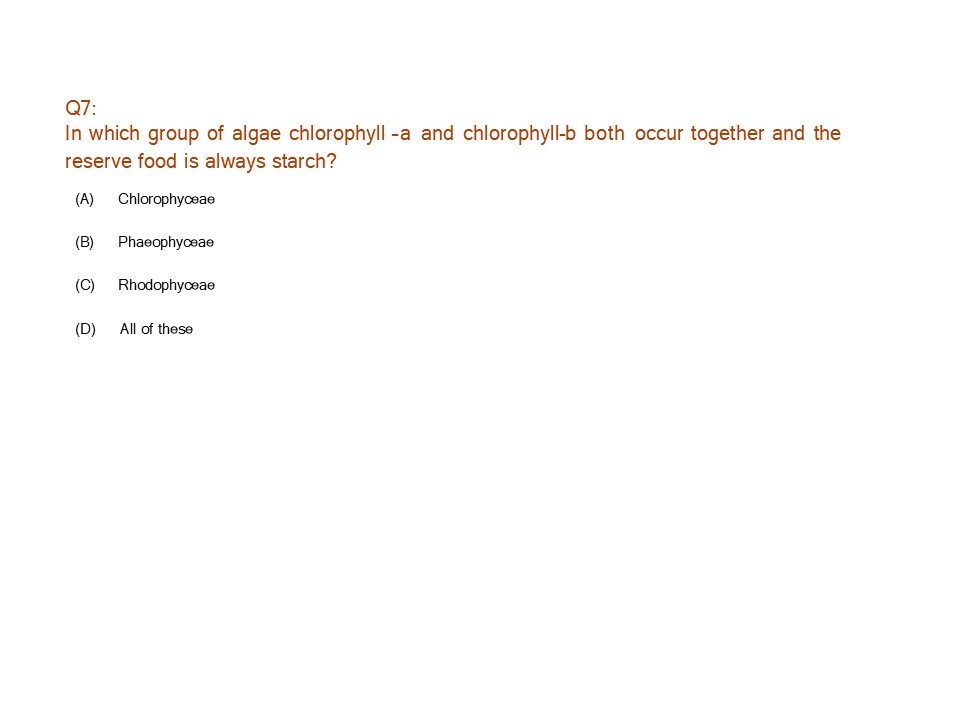 Q7:
In which group of algae chlorophyll -a and chlorophyll-b both occur together and the
reserve food is always starch?
(A) Chlorophyceae
(B) Phaeophyceae
(C) Rhodophyceae
(D) All of these